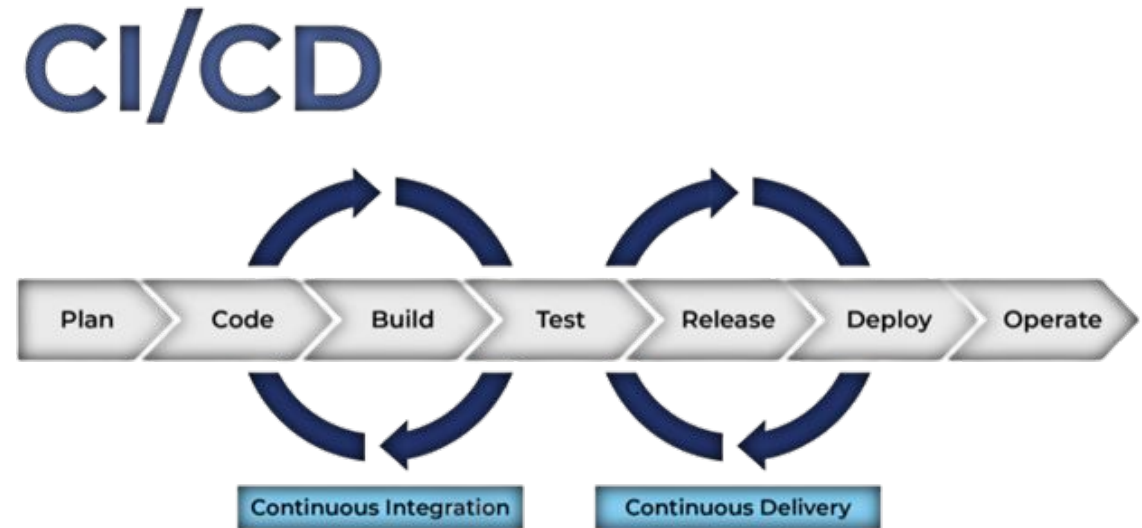 CI/CD
Plan Code Build Test Release Deploy Operate
Continuous Integration Continuous Delivery